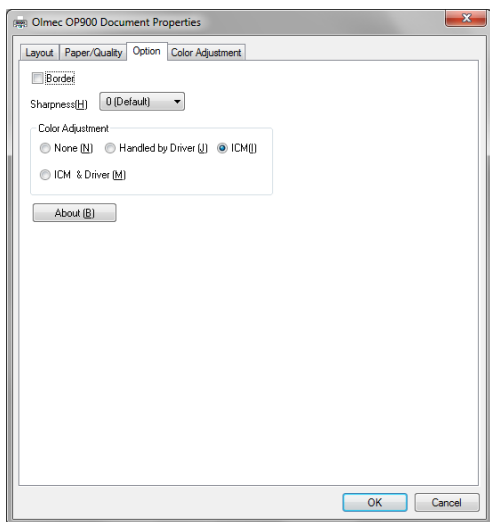 Olmec OP900 Document Properties
Layout Paper/Quality Option Color Adjustment
Border
Sharpness(H) 0 (Default)
Color Adjustment
None (N) Handled by Driver (J) ICM(I)
ICM & Driver (M)
About (B)
OK Cancel